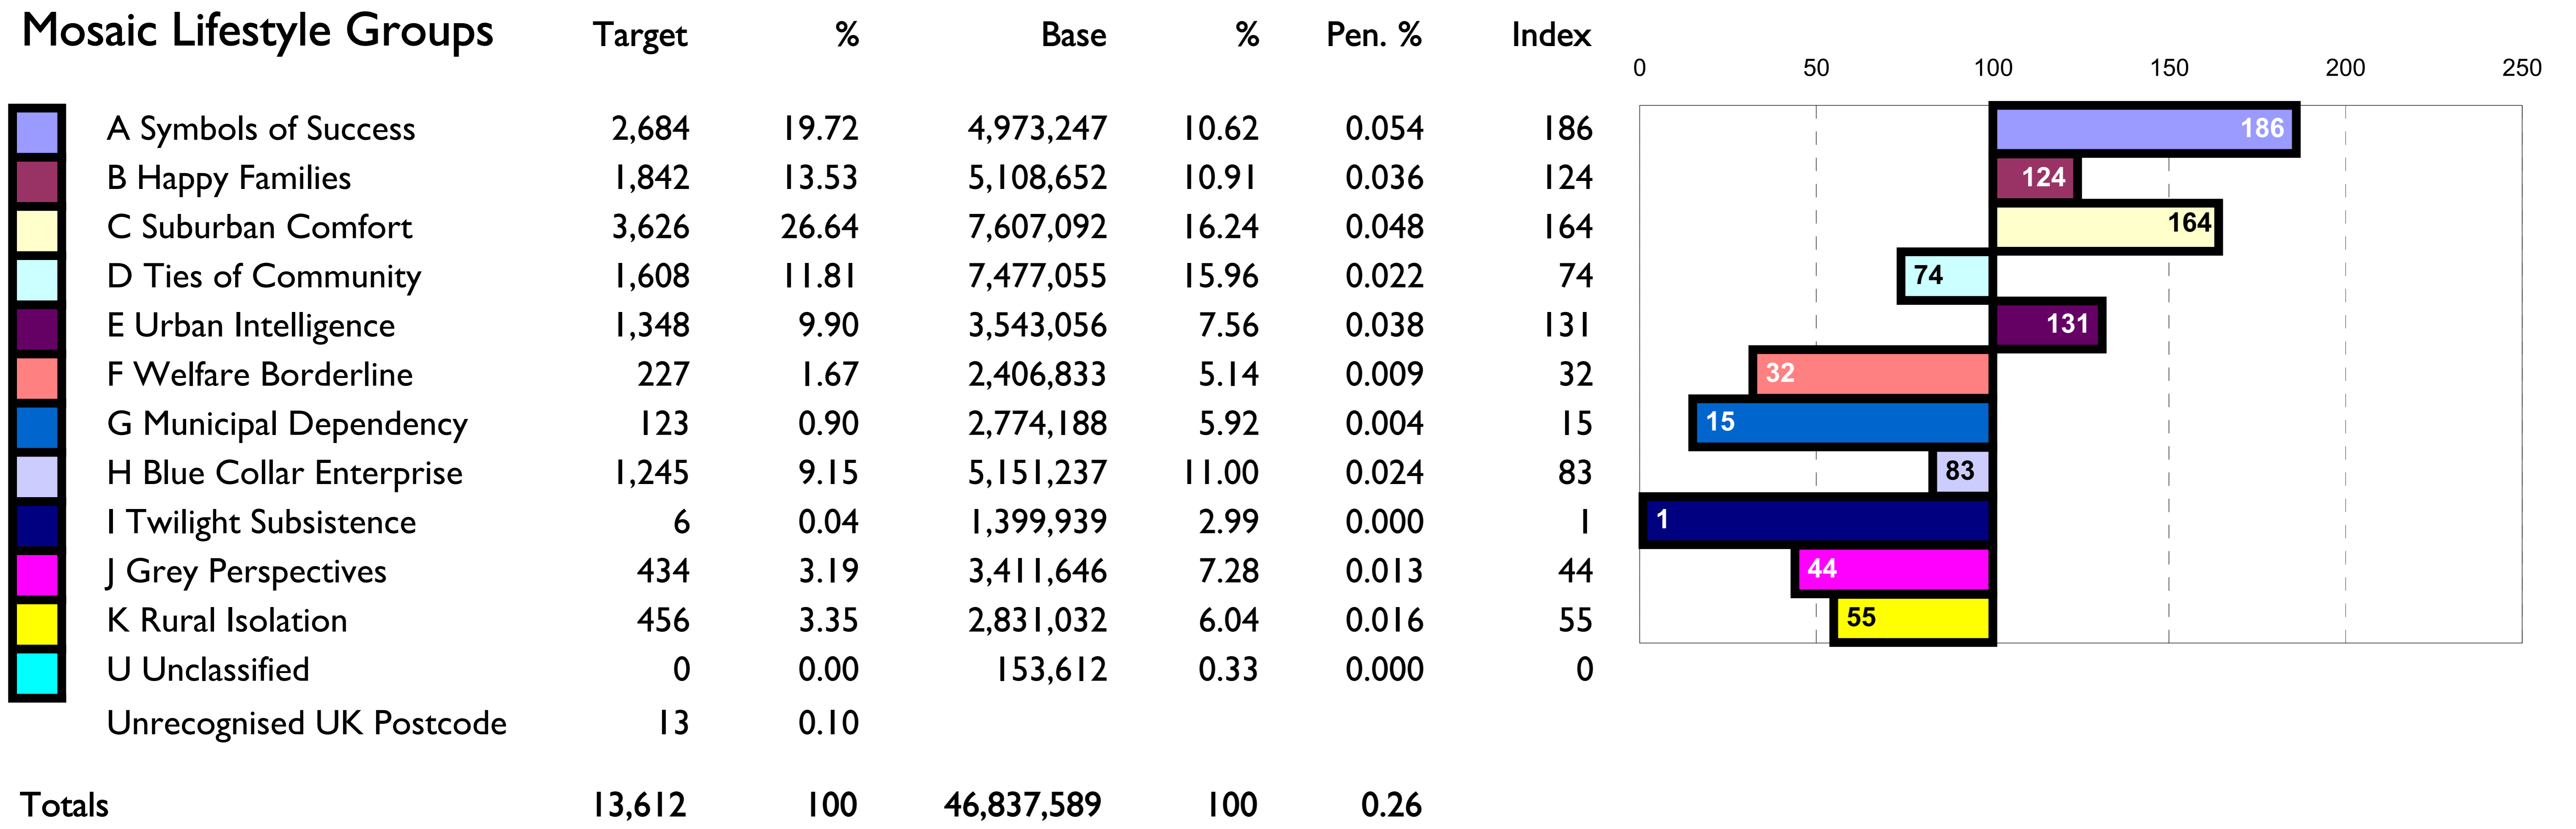 Mosaic Lifestyle Groups Target % Base % Pen. % Index
0 50 100 150 200 250
A Symbols of Success 2,684 19.72 4,973,247 10.62 0.054 186 186
B Happy Families 1,842 13.53 5,108,652 10.91 0.036 124 124
C Suburban Comfort 3,626 26.64 7,607,092 16.24 0.048 164 164
D Ties of Community 1,608 11.81 7,477,055 15.96 0.022 74 74
E Urban Intelligence 1,348 9.90 3,543,056 7.56 0.038 131 131
F Welfare Borderline 227 1.67 2,406,833 5.14 0.009 32 32
G Municipal Dependency 123 0.90 2,774,188 5.92 0.004 15 15
H Blue Collar Enterprise 1,245 9.15 5,151,237 11.00 0.024 83 83
I Twilight Subsistence 6 0.04 1,399,939 2.99 0.000 1 1
J Grey Perspectives 434 3.19 3,411,646 7.28 0.013 44 44
K Rural Isolation 456 3.35 2,831,032 6.04 0.016 55 55
U Unclassified 0 0.00 153,612 0.33 0.000 0
Unrecognised UK Postcode 13 0.10
Totals 13,612 100 46,837,589 100 0.26